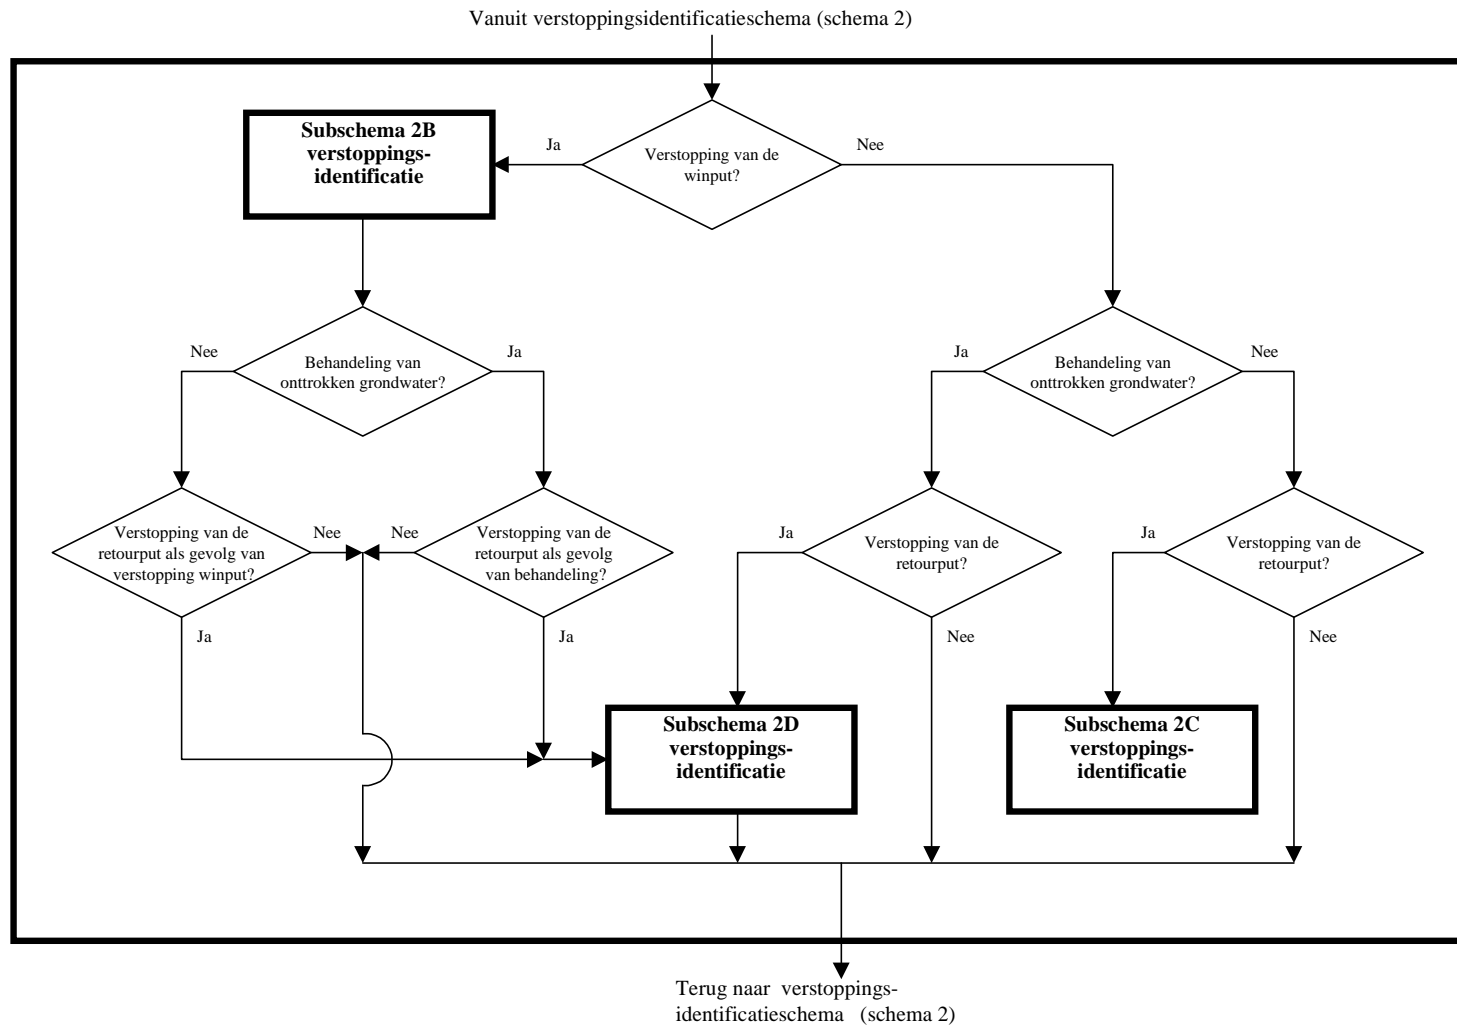 Vanuit verstoppingsidentificatieschema (schema 2)
Subschema 2B
verstoppings-
identificatie
Ja
Verstopping van de
winput?
Nee
Nee
Behandeling van
onttrokken grondwater?
Ja
Ja
Behandeling van
onttrokken grondwater?
Nee
Verstopping van de
retourput als gevolg van
verstopping winput?
Nee
Nee
Verstopping van de
retourput als gevolg
van behandeling?
Ja
Verstopping van de
retourput?
Ja
Verstopping van de
retourput?
Ja
Ja
Nee
Nee
Subschema 2D
verstoppings-
identificatie
Subschema 2C
verstoppings-
identificatie
Terug naar verstoppings-
identificatieschema (schema 2)